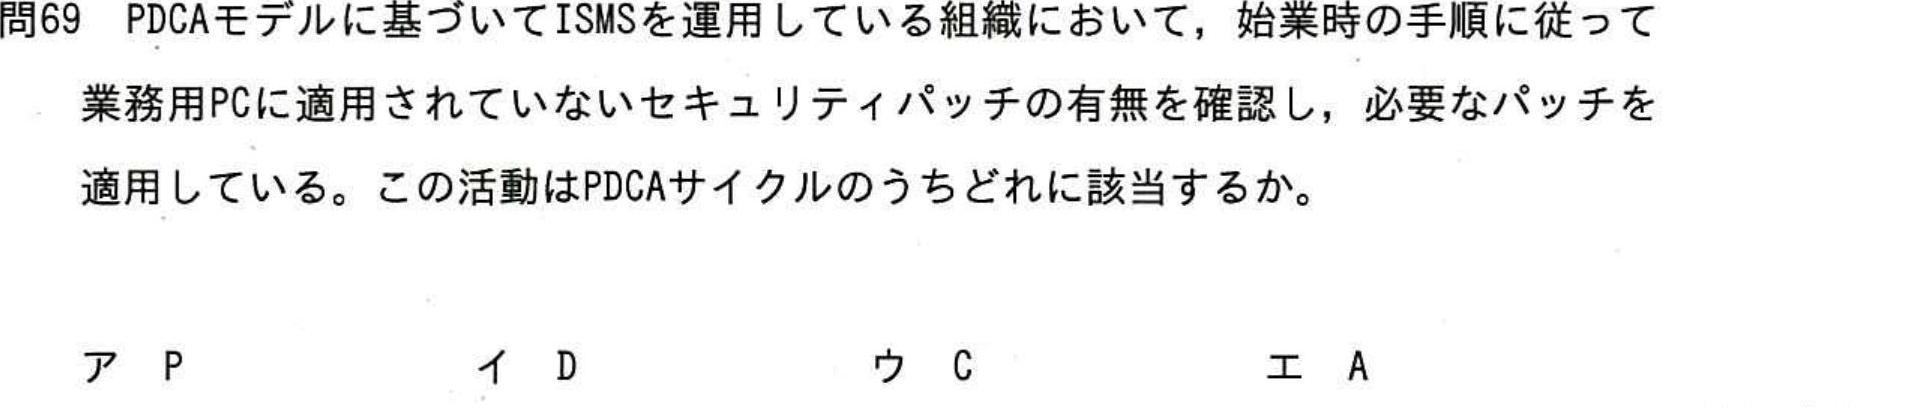 問69 PDCAモデルに基づいてISMSを運用している組織において，始業時の手順に従って
業務用PCに適用されていないセキュリティパッチの有無を確認し，必要なパッチを
適用している。この活動はPDCAサイクルのうちどれに該当するか。
ア P イ D ウ C エ A